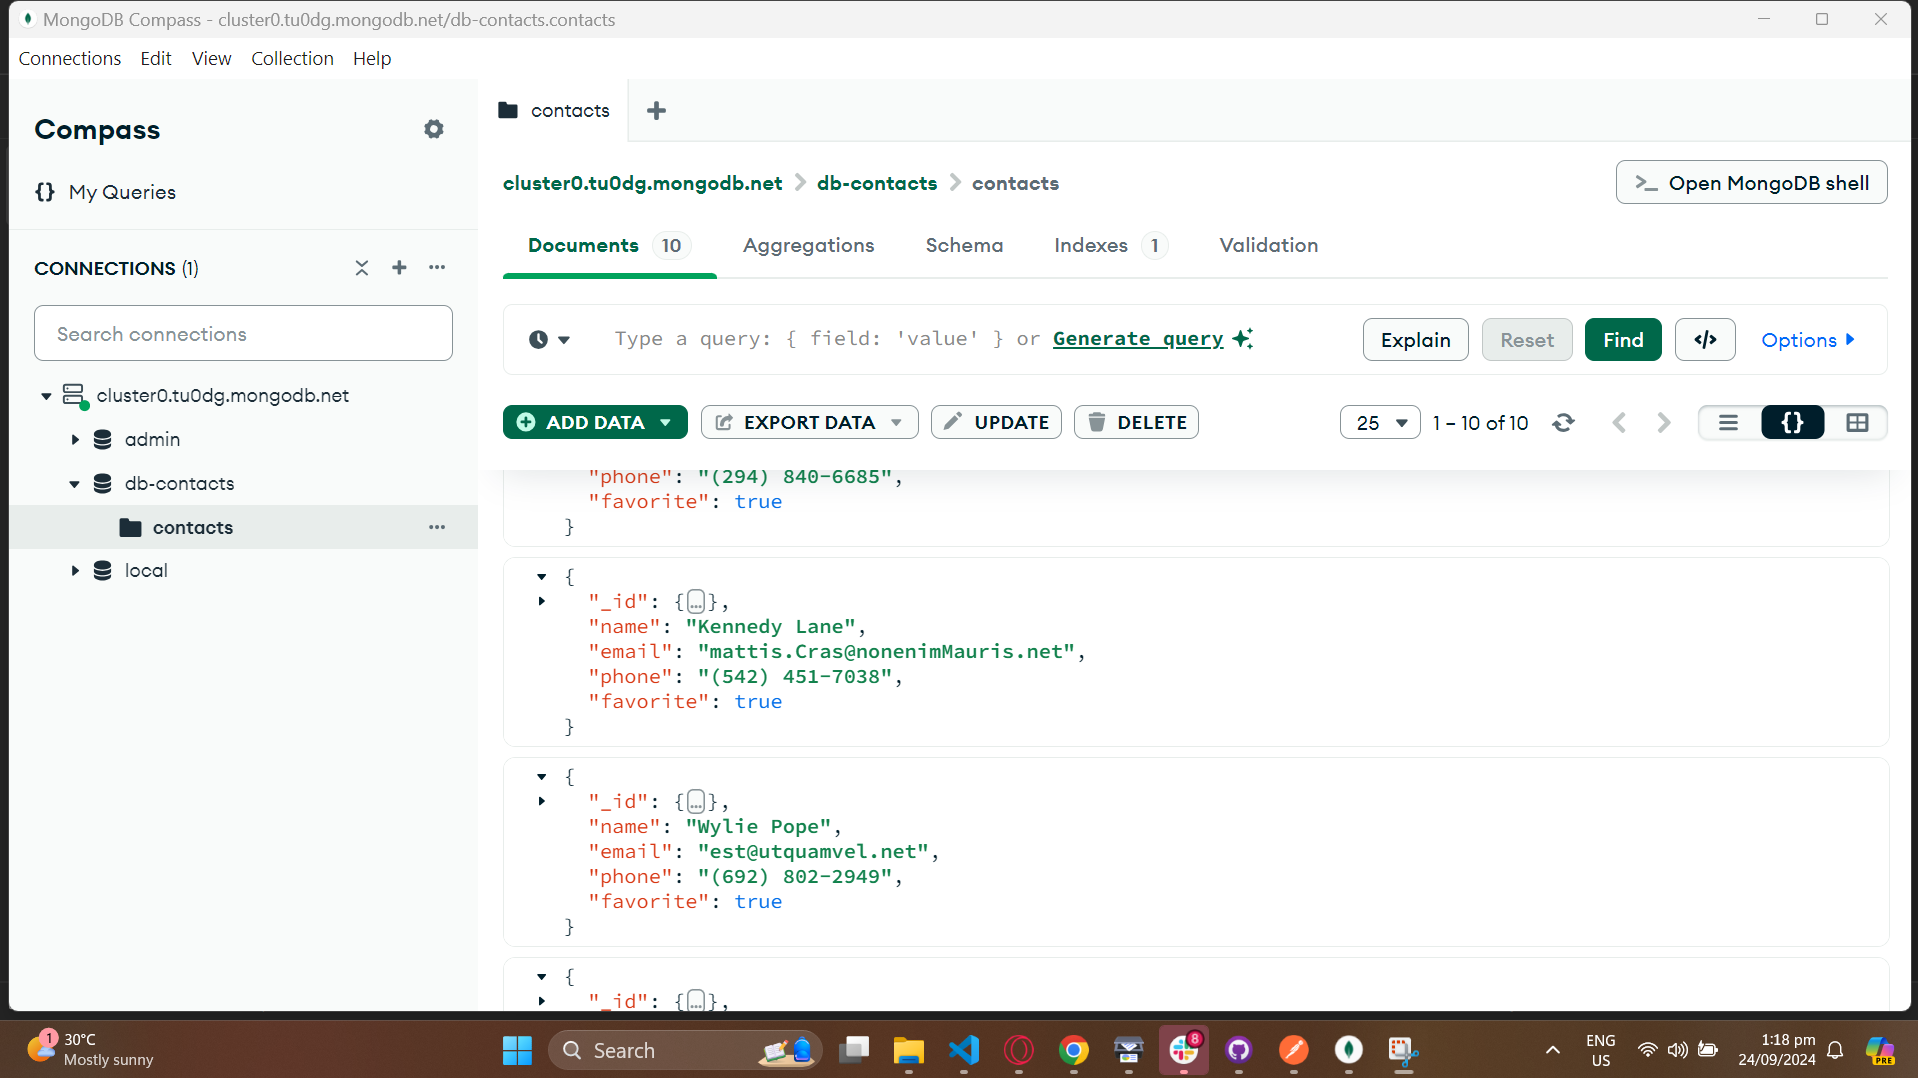 MongoDB Compass - cluster0.tu0dg.mongodb.net/db-contacts.contacts
Connections Edit View Collection Help
Compass
{} My Queries
CONNECTIONS (1)
Search connections
cluster0.tu0dg.mongodb.net
admin
db-contacts
contacts
local
contacts
cluster0.tu0dg.mongodb.net > db-contacts > contacts
>_ Open MongoDB shell
Documents 10 Aggregations Schema Indexes 1 Validation
Type a query: { field: 'value' } or Generate query
Explain Reset Find </> Options
ADD DATA EXPORT DATA UPDATE DELETE
25 1 – 10 of 10 {}
"phone": "(294) 840-6685",
"favorite": true
}
{
"_id": {…},
"name": "Kennedy Lane",
"email": "mattis.Cras@nonenimMauris.net",
"phone": "(542) 451-7038",
"favorite": true
}
{
"_id": {…},
"name": "Wylie Pope",
"email": "est@utquamvel.net",
"phone": "(692) 802-2949",
"favorite": true
}
{
"_id": {…},
1
30°C
Mostly sunny
Search
8
ENG
US
1:18 pm
24/09/2024
PRE